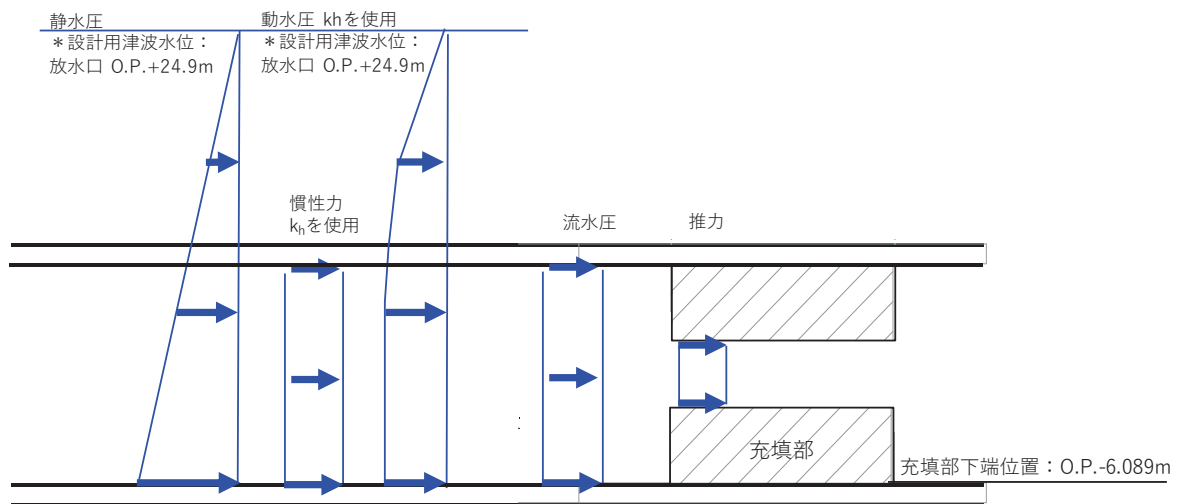 静水圧
＊設計用津波水位：
放水口 O.P.+24.9m
動水圧 khを使用
＊設計用津波水位：
放水口 O.P.+24.9m
慣性力
khを使用
流水圧
推力
:
充填部
充填部下端位置：O.P.-6.089m